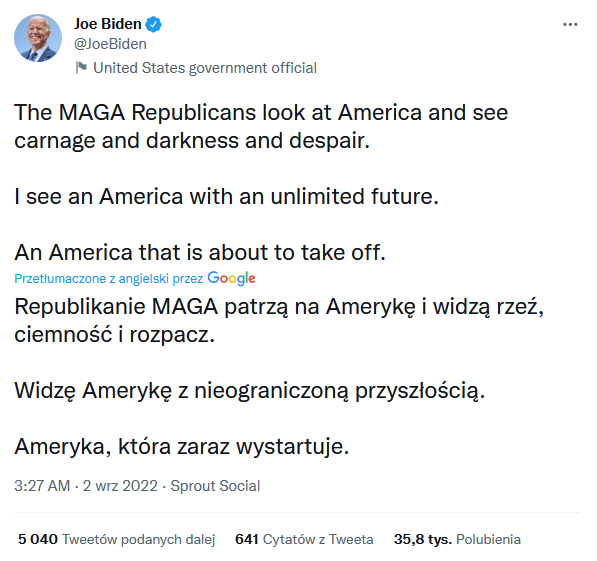 Joe Biden
@JoeBiden
United States government official
The MAGA Republicans look at America and see
carnage and darkness and despair.
I see an America with an unlimited future.
An America that is about to take off.
Przetłumaczone z angielski przez Google
Republikanie MAGA patrzą na Amerykę i widzą rzeź,
ciemność i rozpacz.
Widzę Amerykę z nieograniczoną przyszłością.
Ameryka, która zaraz wystartuje.
3:27 AM · 2 wrz 2022 · Sprout Social
5 040 Tweetów podanych dalej 641 Cytatów z Tweeta 35,8 tys. Polubienia